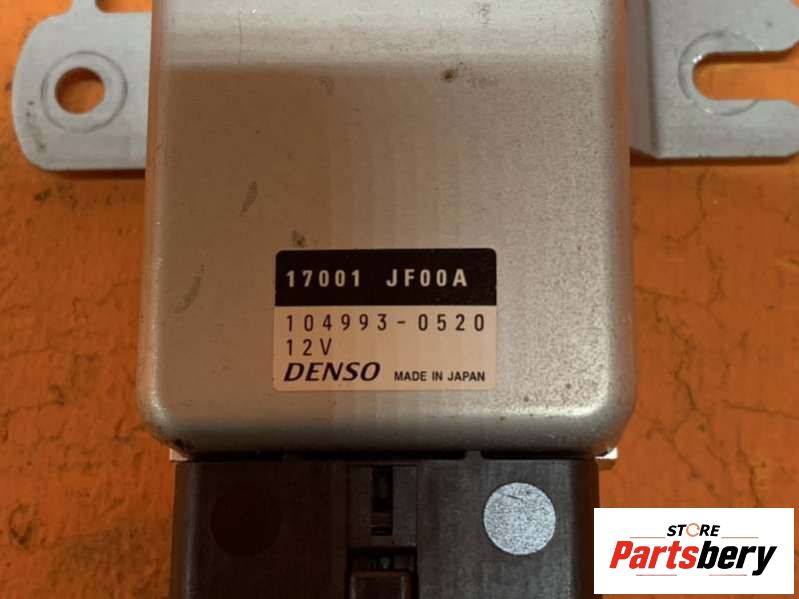 17001 JF00A
104993-0520
12V
DENSO MADE IN JAPAN
STORE
Partsbery